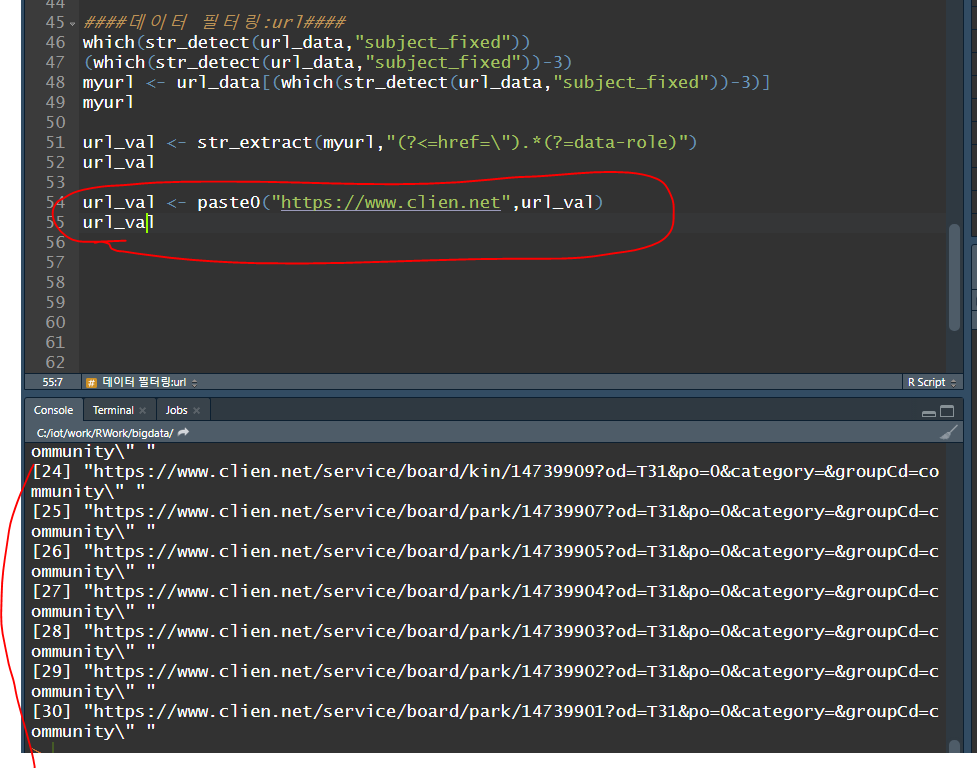 44
45 ####데이터 필터링:url####
46 which(str_detect(url_data,"subject_fixed"))
47 (which(str_detect(url_data,"subject_fixed"))-3)
48 myurl <- url_data[(which(str_detect(url_data,"subject_fixed"))-3)]
49 myurl
50
51 url_val <- str_extract(myurl,"(?<=href=\").*(?=data-role)")
52 url_val
53
54 url_val <- paste0("https://www.clien.net",url_val)
55 url_val
56
57
58
59
60
61
62
55:7 # 데이터 필터링:url R Script
Console Terminal × Jobs ×
C:/iot/work/RWork/bigdata/
ommunity\" "
[24] "https://www.clien.net/service/board/kin/14739909?od=T31&po=0&category=&groupCd=co
mmunity\" "
[25] "https://www.clien.net/service/board/park/14739907?od=T31&po=0&category=&groupCd=c
ommunity\" "
[26] "https://www.clien.net/service/board/park/14739905?od=T31&po=0&category=&groupCd=c
ommunity\" "
[27] "https://www.clien.net/service/board/park/14739904?od=T31&po=0&category=&groupCd=c
ommunity\" "
[28] "https://www.clien.net/service/board/park/14739903?od=T31&po=0&category=&groupCd=c
ommunity\" "
[29] "https://www.clien.net/service/board/park/14739902?od=T31&po=0&category=&groupCd=c
ommunity\" "
[30] "https://www.clien.net/service/board/park/14739901?od=T31&po=0&category=&groupCd=c
ommunity\" "
>